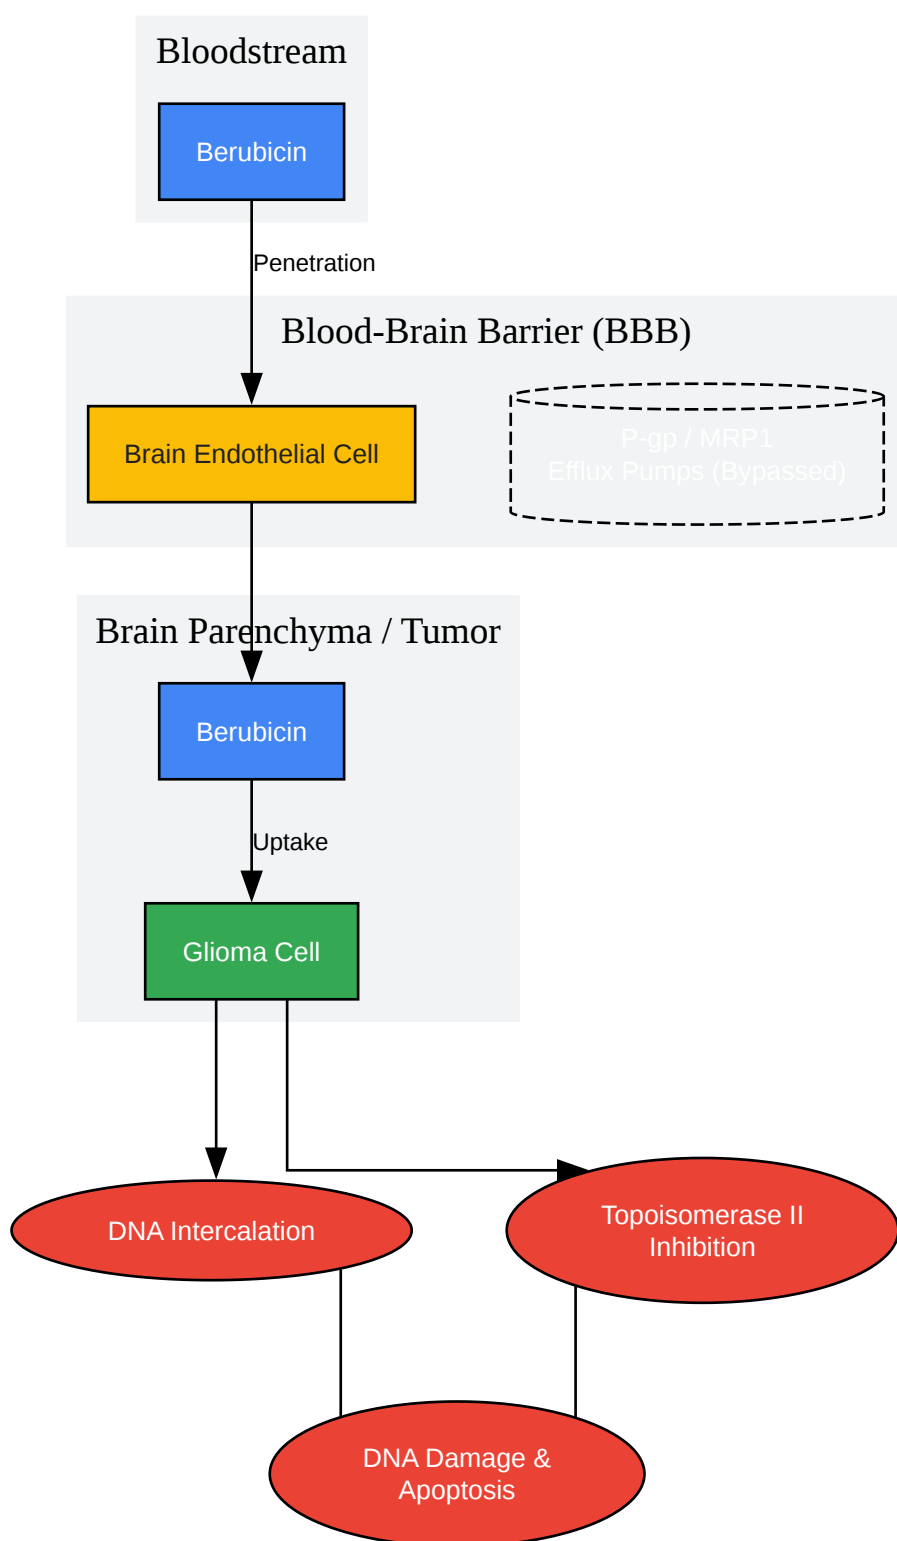 Bloodstream
Berubicin
Penetration
Blood-Brain Barrier (BBB)
Brain Endothelial Cell
P-gp / MRP1
Efflux Pumps (Bypassed)
Brain Parenchyma / Tumor
Berubicin
Uptake
Glioma Cell
DNA Intercalation
Topoisomerase II
Inhibition
DNA Damage &
Apoptosis